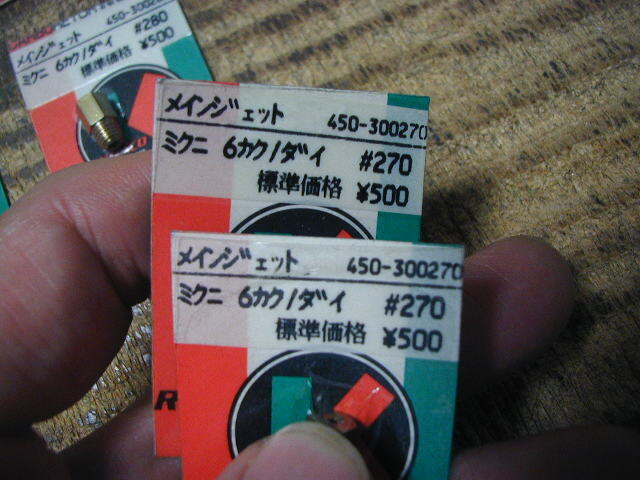 メインジェット 450-30028
ミクニ 6カク/ダイ #280
標準価格 ¥500
メインジェット 450-300270
ミクニ 6カク/ダイ #270
標準価格 ¥500
メインジェット 450-300270
ミクニ 6カク/ダイ #270
標準価格 ¥500
R